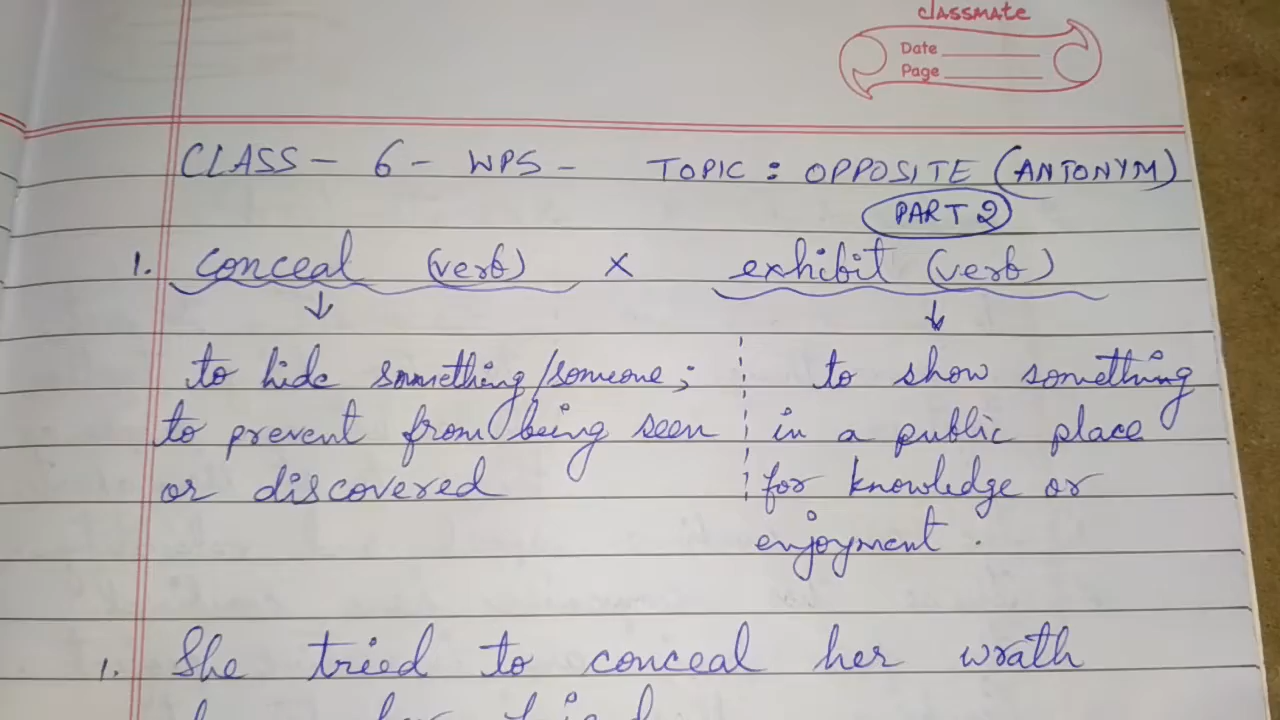 classmate
Date
Page
CLASS - 6 - WPS - TOPIC : OPPOSITE (ANTONYM)
PART 2
1. conceal (verb) × exhibit (verb)
↓ ↓
to hide something/someone;
to prevent from being seen
or discovered
to show something
in a public place
for knowledge or
enjoyment.
1. She tried to conceal her wrath